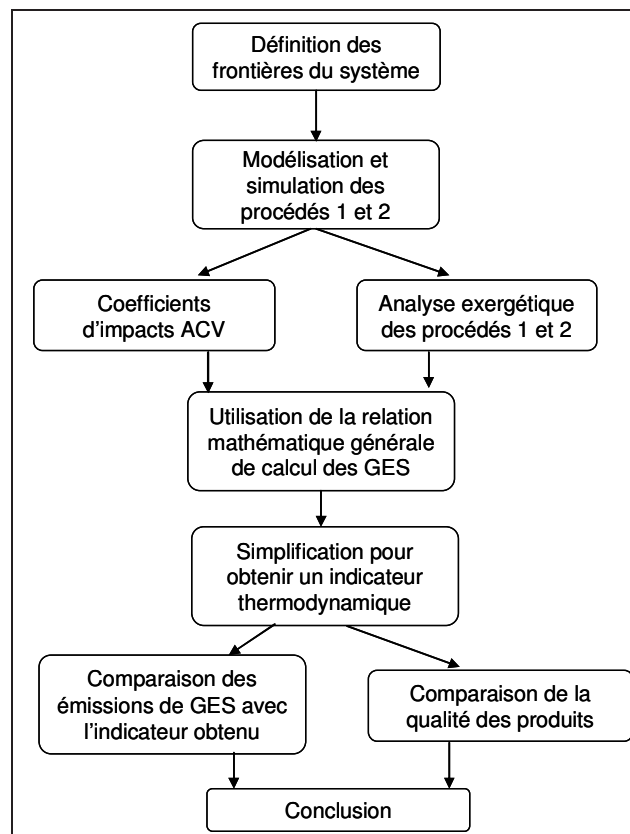 Définition des
frontières du système
Modélisation et
simulation des
procédés 1 et 2
Coefficients
d'impacts ACV
Analyse exergétique
des procédés 1 et 2
Utilisation de la relation
mathématique générale
de calcul des GES
Simplification pour
obtenir un indicateur
thermodynamique
Comparaison des
émissions de GES avec
l'indicateur obtenu
Comparaison de la
qualité des produits
Conclusion